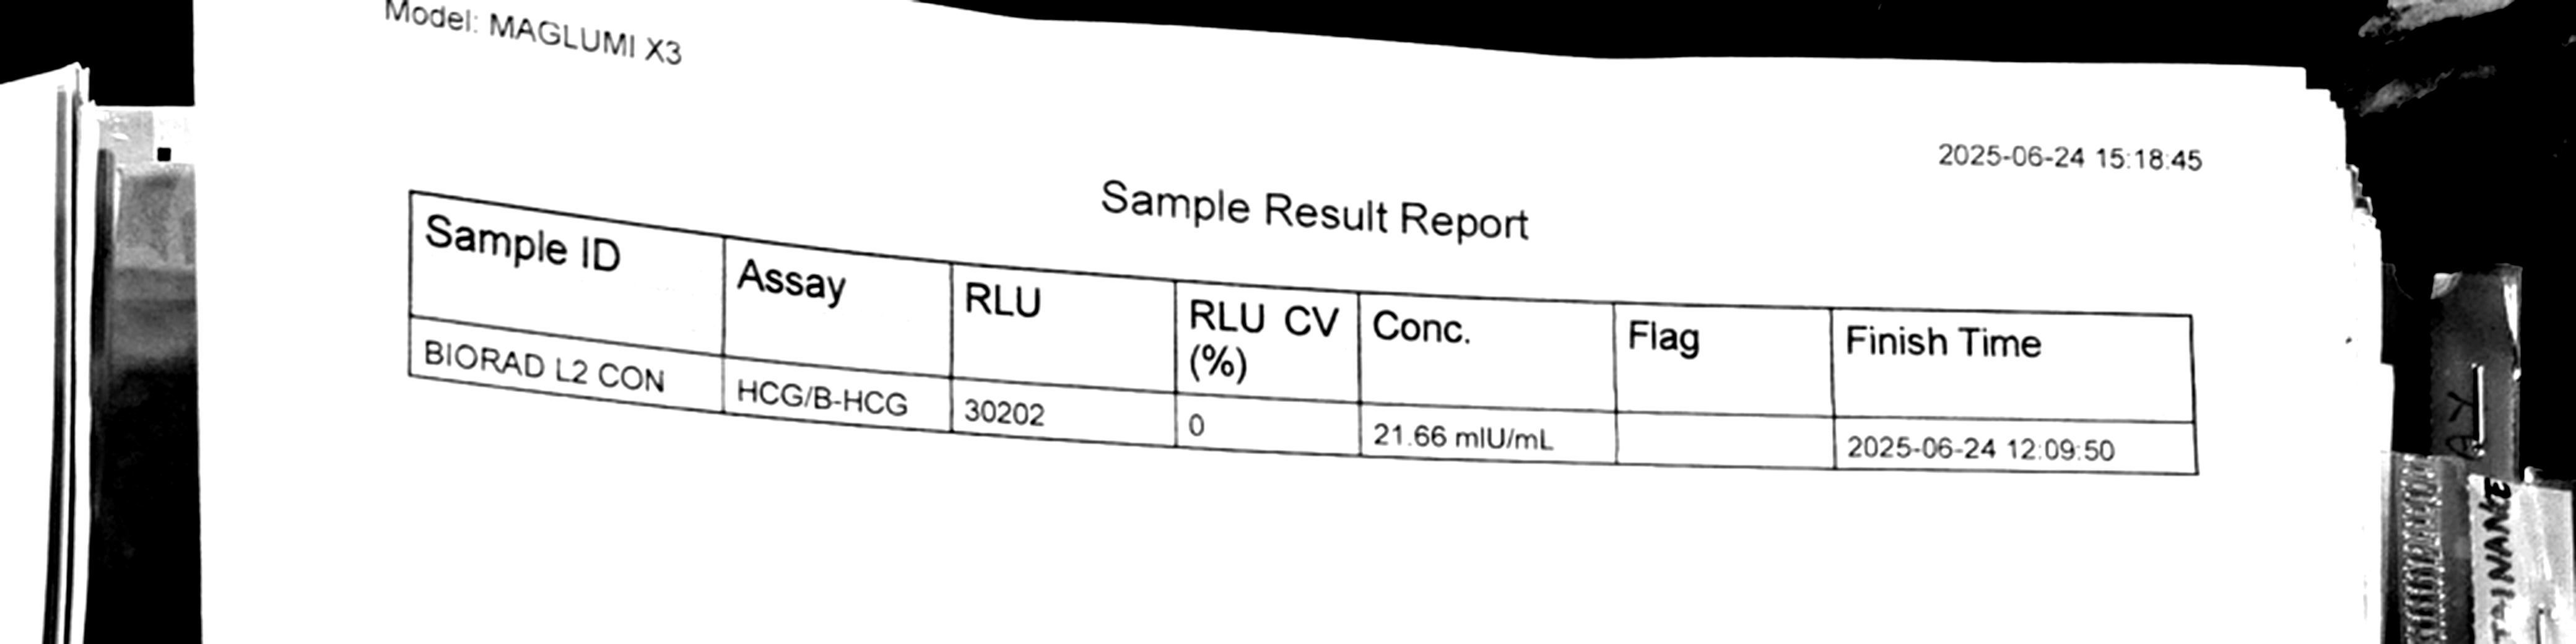 Model: MAGLUMI X3
2025-06-24 15:18:45
Sample Result Report
Sample ID Assay RLU RLU CV (%) Conc. Flag Finish Time
BIORAD L2 CON HCG/B-HCG 30202 0 21.66 mIU/mL 2025-06-24 12:09:50